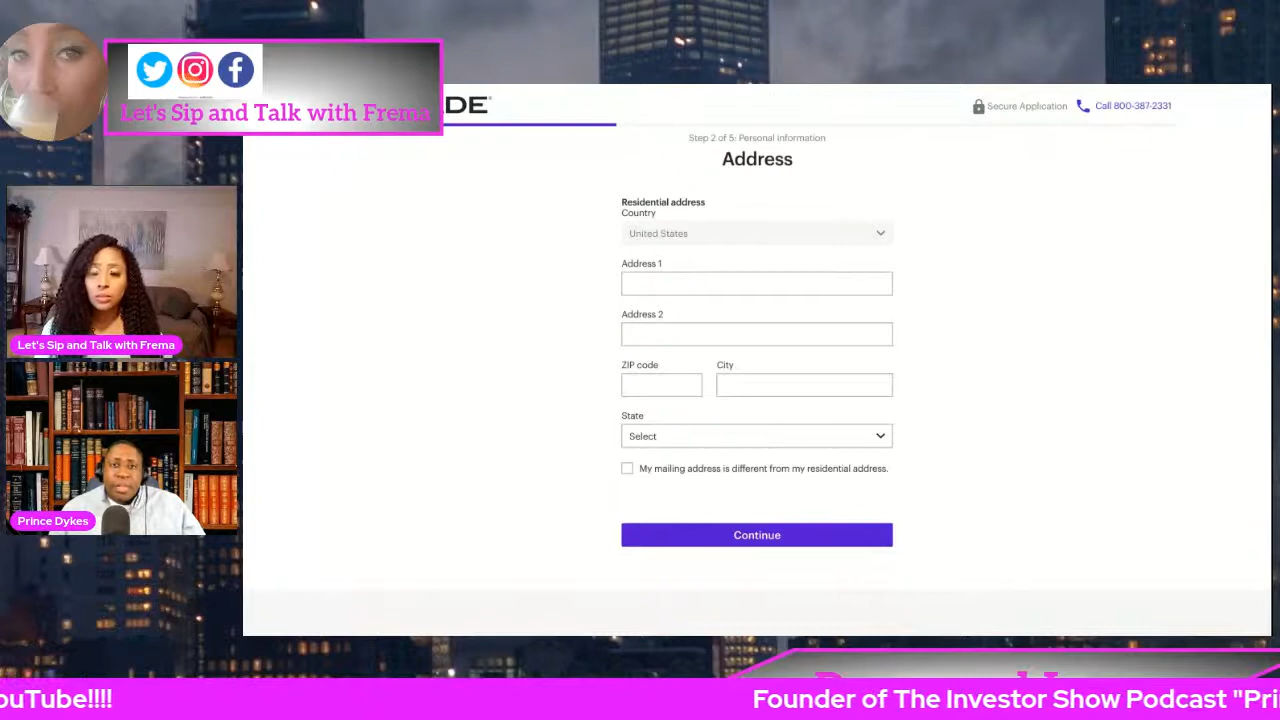 Let's Sip and Talk with Frema
DE
Secure Application
Call 800-387-2331
Step 2 of 5: Personal information
Address
Residential address
Country
United States
Address 1
Address 2
ZIP code
City
State
Select
My mailing address is different from my residential address.
Continue
Let's Sip and Talk with Frema
Prince Dykes
ouTube!!!!
Founder of The Investor Show Podcast "Pri